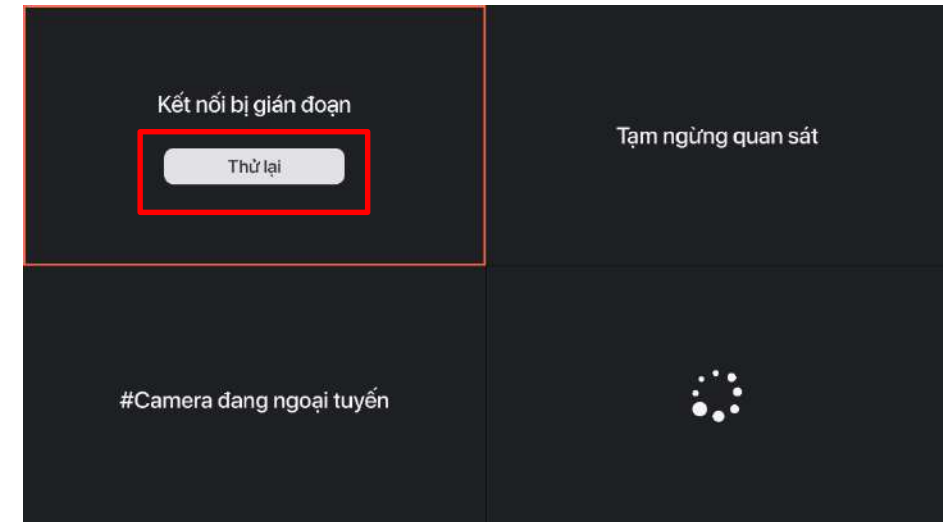 Kết nối bị gián đoạn
Thử lại
Tạm ngừng quan sát
#Camera đang ngoại tuyến